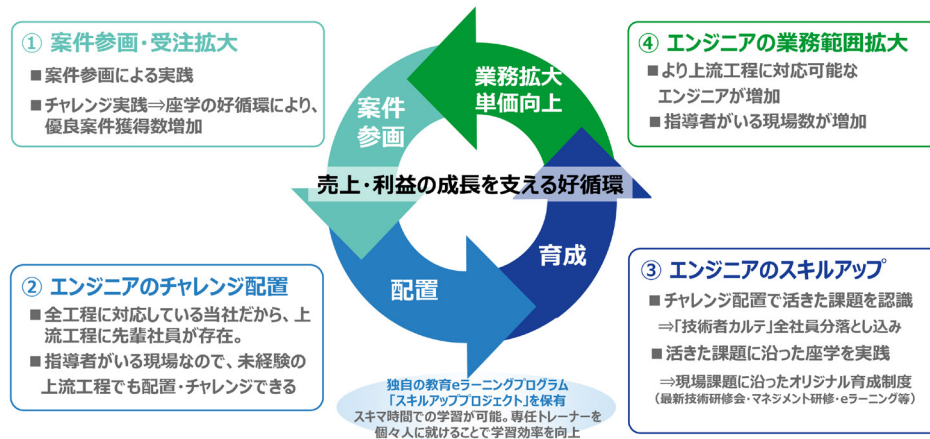 ① 案件参画・受注拡大
■案件参画による実践
■チャレンジ実践⇒座学の好循環により、
優良案件獲得数増加
④ エンジニアの業務範囲拡大
■より上流工程に対応可能な
エンジニアが増加
■指導者がいる現場数が増加
業務拡大
単価向上
案件
参画
売上・利益の成長を支える好循環
配置
育成
② エンジニアのチャレンジ配置
■全工程に対応している当社だから、上
流工程に先輩社員が存在。
■指導者がいる現場なので、未経験の
上流工程でも配置・チャレンジできる
③ エンジニアのスキルアップ
■チャレンジ配置で活きた課題を認識
⇒「技術者カルテ」全社員分落とし込み
■活きた課題に沿った座学を実践
⇒現場課題に沿ったオリジナル育成制度
（最新技術研修会・マネジメント研修・eラーニング等）
独自の教育eラーニングプログラム
「スキルアッププロジェクト」を保有
スキマ時間での学習が可能。専任トレーナーを
個々人に就けることで学習効率を向上